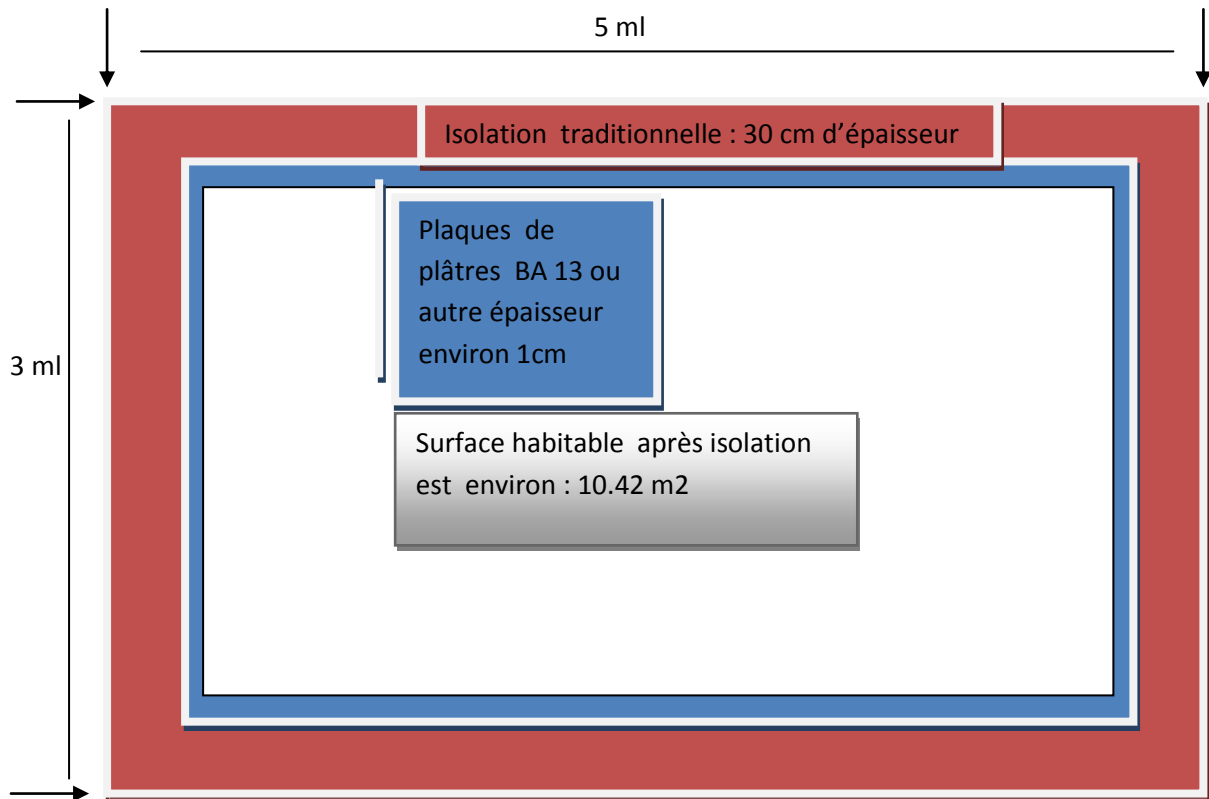 5 ml
Isolation traditionnelle : 30 cm d’épaisseur
Plaques de
plâtres BA 13 ou
autre épaisseur
environ 1cm
3 ml
Surface habitable après isolation
est environ : 10.42 m2